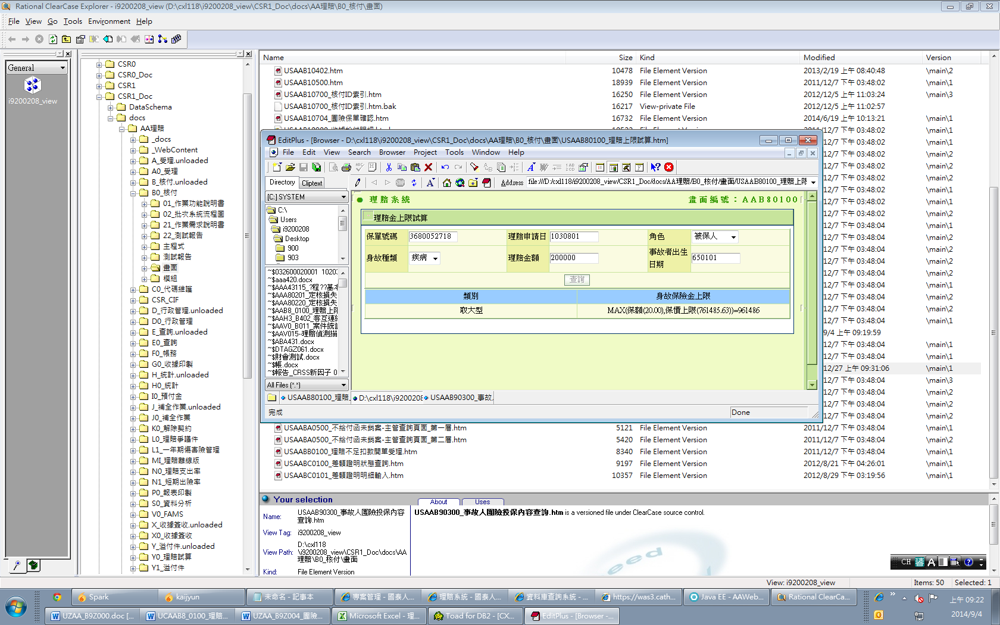 Rational ClearCase Explorer - i9200208_view (D:\cxl118\i9200208_view\CSR1_Doc\docs\AA理賠\B0_核付\畫面)
File View Go Tools Environment Help
General
i9200208_view
CSR0
CSR0_Doc
CSR1
CSR1_Doc
DataSchema
docs
AA理賠
_docs
_WebContent
A_受理.unloaded
A0_受理
B_核付.unloaded
B0_核付
01_作業功能說明書
02_批次系統流程圖
21_作業需求說明書
22_測試報告
主程式
測試報告
畫面
模組
C0_代碼維護
CSR_CIF
D_行政管理.unloaded
D0_行政管理
E_查詢.unloaded
E0_查詢
F0_帳務
G0_收據印製
H_統計.unloaded
H0_統計
I0_預付金
J_補全作業.unloaded
J0_補全作業
K0_解除契約
L0_理賠爭議件
L1_一年期傷害險管理
MI_理賠離線版
N0_理賠支出率
N1_短期出險率
P0_報表印製
S0_資料分析
V0_FAMS
X_收據簽收.unloaded
X0_收據簽收
Y_溢付件.unloaded
Y0_理賠試算
Y1_溢付件
Name Size Kind Modified Version
USAAB10402.htm 10478 File Element Version 2013/2/19 上午 08:40:48 \main\2
USAAB10500.htm 18939 File Element Version 2011/12/7 下午 03:48:02 \main\1
USAAB10700_核付ID索引.htm 16250 File Element Version 2012/12/5 上午 11:03:24 \main\3
USAAB10700_核付ID索引.htm.bak 16217 View-private File 2012/12/5 上午 11:02:57
USAAB10704_團險保單確認.htm 16732 File Element Version 2014/6/19 上午 10:13:21 \main\1
2011/12/7 下午 03:48:02 \main\1
12/7 下午 03:48:02 \main\1
12/7 下午 03:48:02 \main\2
12/7 下午 03:48:02 \main\2
12/7 下午 03:48:02 \main\2
12/7 下午 03:48:02 \main\1
12/7 下午 03:48:02 \main\1
12/7 下午 03:48:02 \main\2
12/7 下午 03:48:02 \main\2
12/7 下午 03:48:02 \main\1
12/7 下午 03:48:02 \main\1
12/7 下午 03:48:02 \main\1
12/7 下午 03:48:04 \main\1
12/7 下午 03:48:04 \main\1
12/7 下午 03:48:04 \main\2
12/7 下午 03:48:04 \main\2
12/7 下午 03:48:04 \main\1
9/4 上午 09:19:59
12/7 下午 03:48:04 \main\1
12/7 下午 03:48:04 \main\1
12/27 上午 09:31:06 \main\1
12/7 下午 03:48:04 \main\3
12/7 下午 03:48:04 \main\2
12/7 下午 03:48:04 \main\2
12/7 下午 03:48:04 \main\2
USAABA0500_不給付函未銷案-主管查詢頁面_第一層.htm 5121 File Element Version 2011/12/7 下午 03:48:04 \main\1
USAABA0500_不給付函未銷案-主管查詢頁面_第二層.htm 5420 File Element Version 2011/12/7 下午 03:48:04 \main\2
USAABB0100_理賠不足扣款開單受理.htm 8340 File Element Version 2011/12/7 下午 03:48:04 \main\1
USAABC0100_差額證明狀態查詢.htm 9197 File Element Version 2012/8/21 下午 04:26:01 \main\1
USAABC0101_差額證明明細輸入.htm 10357 File Element Version 2012/8/29 下午 03:19:56 \main\1
EditPlus - [Browser - D:\cxl118\i9200208_view\CSR1_Doc\docs\AA理賠\B0_核付\畫面\USAAB80100_理賠上限試算.htm]
File Edit View Search Browser Project Tools Window Help
Directory Cliptext
Address file:///D:/cxl118/i9200208_view/CSR1_Doc/docs/AA理賠/B0_核付/畫面/USAAB80100_理賠上限
[C:] SYSTEM
C:\
Users
i9200208
Desktop
900
903
~$032600020001 1020
~$aaa420.docx
~$AAA43115_?程??基本
~$AAA80201_定核損失
~$AAA80220_定核損失
~$AAB8_0100_理賠上限
~$AAH3_B402_客互連線
~$AAV0_B011_案件統計
~$AAV015-理賠偵測描
~$ABA431.docx
~$DTAGZ061.docx
~$財會測試.docx
~$帳.docx
~$報告_CRSS新因子 0
All Files (*.*)
理賠系統 畫面編號：AAB80100
理賠金上限試算
保單號碼 3680052718 理賠申請日 1030801 角色 被保人
身故種類 疾病 理賠金額 200000 事故者出生日期 650101
查詢
類別 身故保險金上限
取大型 MAX(保額(20.00),保價上限(761485.63))=961486
USAAB80100_理賠 D:\cxl118\i920020 USAAB90300_事故
完成 Done
Your selection
About Uses
Name: USAAB90300_事故人團險投保內容查詢.htm
View Tag: i9200208_view
View Path: D:\cxl118\i9200208_view\CSR1_Doc\docs\AA理賠\B0_核付\畫面
Kind: File Element Version
USAAB90300_事故人團險投保內容查詢.htm is a versioned file under ClearCase source control.
CH
View: i9200208_view Items: 50 Selected: 1
Spark
kaijyun
未命名 - 記事本
專案管理 - 國泰人...
理賠系統 - 國泰人...
資料庫查詢系統 - ...
https://was3.cath...
Java EE - AAWeb...
Rational ClearCa...
上午 09:22
UZAA_B9Z000.doc [...
UCAAB8_0100_理賠...
UZAA_B9Z004_團險...
Microsoft Excel - 理...
Toad for DB2 - [CX...
EditPlus - [Browser -...
2014/9/4